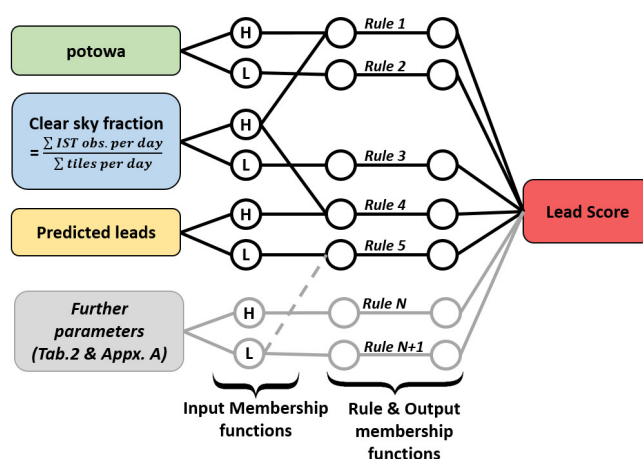 potowa
Clear sky fraction
= ∑ IST obs. per day / ∑ tiles per day
Predicted leads
Further
parameters
(Tab.2 & Appx. A)
H
L
H
L
H
L
H
L
Rule 1
Rule 2
Rule 3
Rule 4
Rule 5
Rule N
Rule N+1
Lead Score
Input Membership
functions
Rule & Output
membership
functions